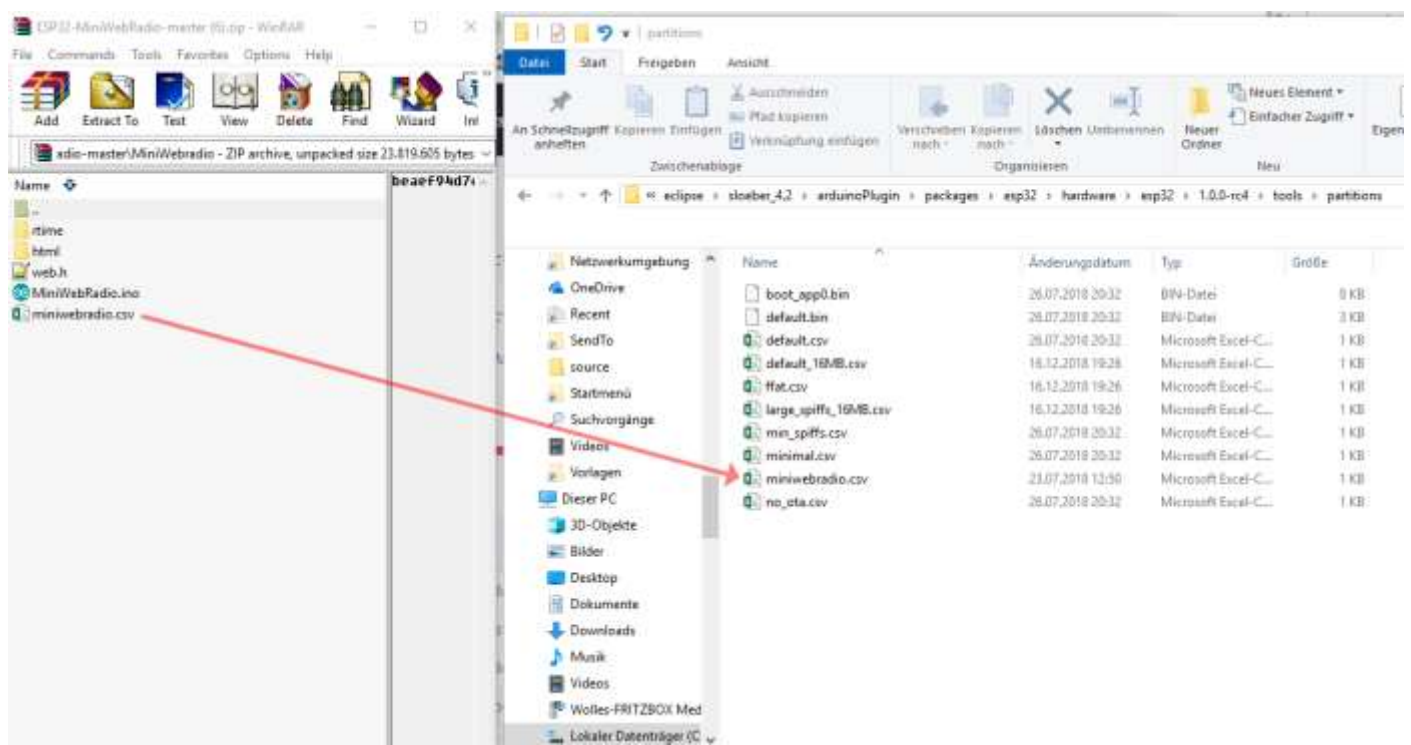 ESP32-MiniWebRadio-master (6).zip - WinRAR
File Commands Tools Favorites Options Help
Add Extract To Test View Delete Find Wizard Inf
adio-master\MiniWebradio - ZIP archive, unpacked size 23.819.605 bytes
Name
..
rtime
html
web.h
MiniWebRadio.ino
miniwebradio.csv
beaef94d7
partitions
Datei Start Freigeben Ansicht
An Schnellzugriff anheften
Kopieren
Einfügen
Ausschneiden
Pfad kopieren
Verknüpfung einfügen
Zwischenablage
Verschieben nach
Kopieren nach
Löschen
Umbenennen
Organisieren
Neuer Ordner
Neues Element
Einfacher Zugriff
Neu
Eigen
« eclipse › sloeber_4.2 › arduinoPlugin › packages › esp32 › hardware › esp32 › 1.0.0-rc4 › tools › partitions
Netzwerkumgebung
OneDrive
Recent
SendTo
source
Startmenü
Suchvorgänge
Videos
Vorlagen
Dieser PC
3D-Objekte
Bilder
Desktop
Dokumente
Downloads
Musik
Videos
Wolles-FRITZBOX Med
Lokaler Datenträger (C
Name Änderungsdatum Typ Größe
boot_app0.bin 26.07.2018 20:32 BIN-Datei 8 KB
default.bin 26.07.2018 20:32 BIN-Datei 3 KB
default.csv 26.07.2018 20:32 Microsoft Excel-C... 1 KB
default_16MB.csv 16.12.2018 19:26 Microsoft Excel-C... 1 KB
ffat.csv 16.12.2018 19:26 Microsoft Excel-C... 1 KB
large_spiffs_16MB.csv 16.12.2018 19:26 Microsoft Excel-C... 1 KB
min_spiffs.csv 26.07.2018 20:32 Microsoft Excel-C... 1 KB
minimal.csv 26.07.2018 20:32 Microsoft Excel-C... 1 KB
miniwebradio.csv 23.07.2018 12:50 Microsoft Excel-C... 1 KB
no_ota.csv 26.07.2018 20:32 Microsoft Excel-C... 1 KB